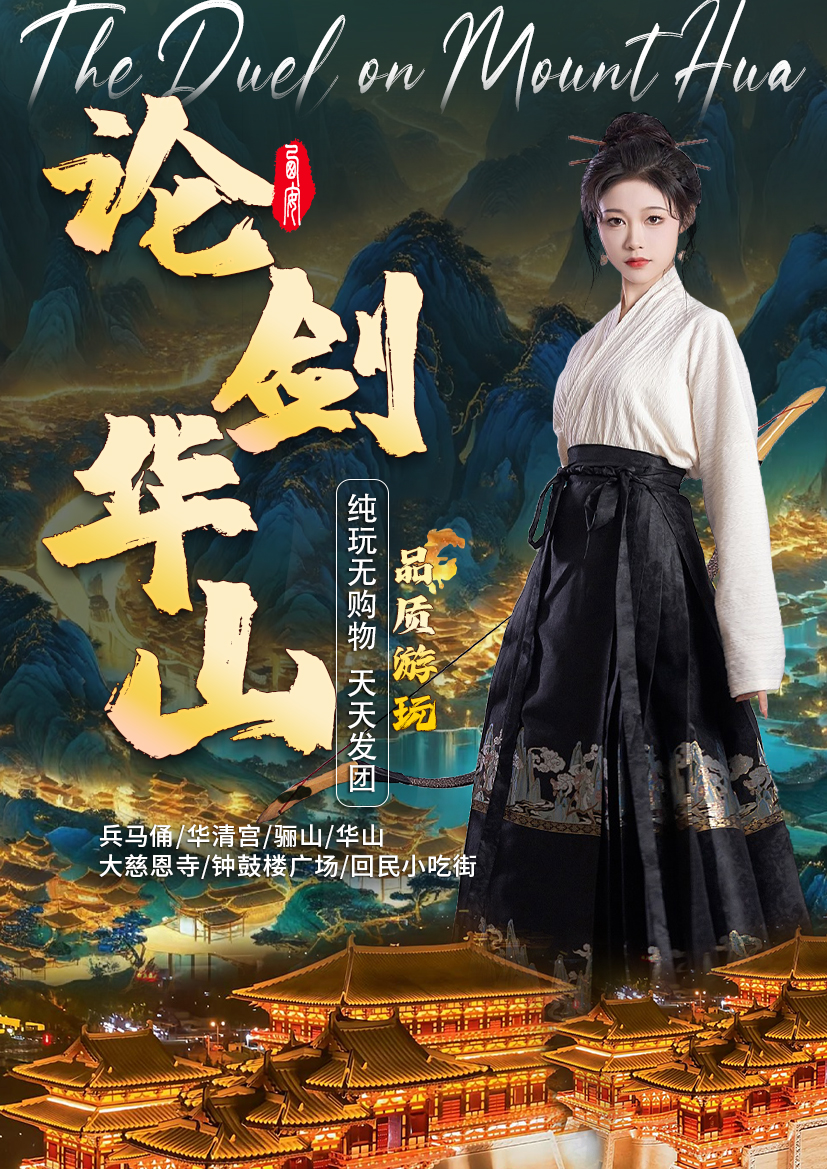 The Duel on Mount Hua
论剑华山
西安
纯玩无购物 天天发团
品质游玩
兵马俑/华清宫/骊山/华山
大慈恩寺/钟鼓楼广场/回民小吃街